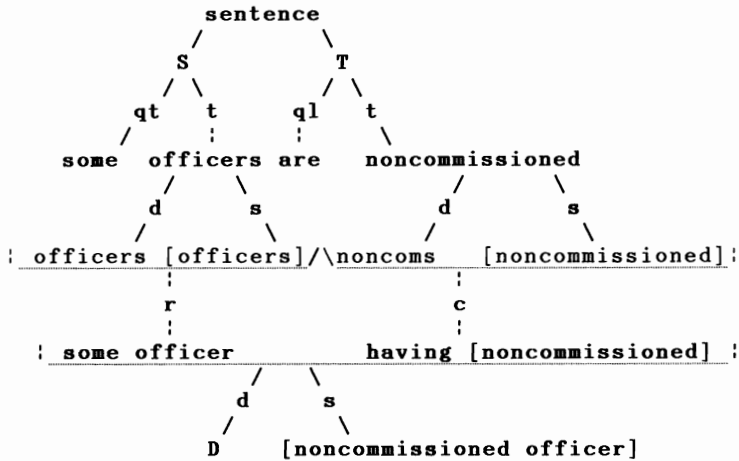 sentence
S T
qt t ql t
some officers are noncommissioned
d s d s
officers [officers]/\noncoms [noncommissioned]
r c
some officer having [noncommissioned]
d s
D [noncommissioned officer]